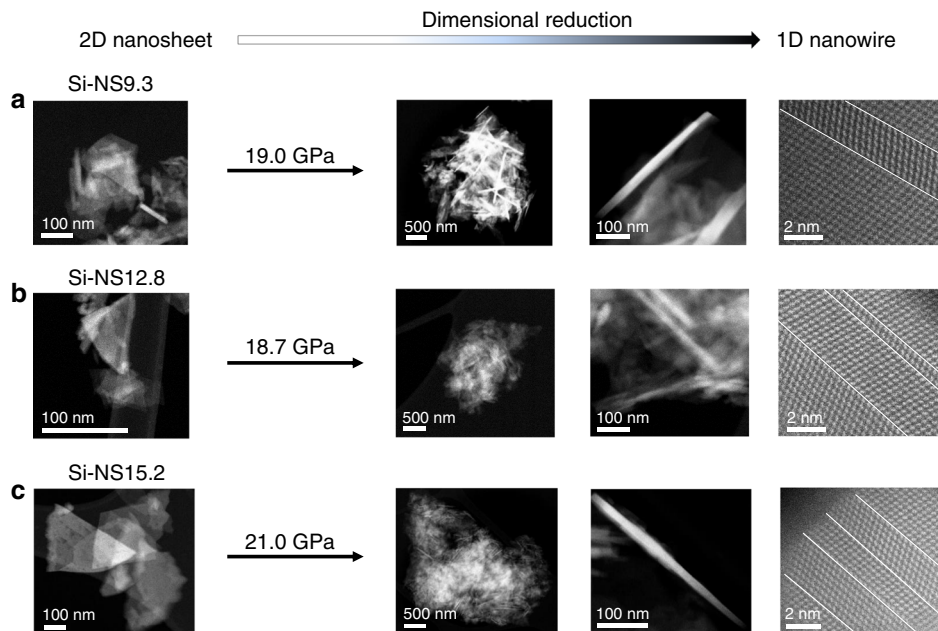 Dimensional reduction
2D nanosheet
1D nanowire
a
Si-NS9.3
100 nm
19.0 GPa
500 nm
100 nm
2 nm
b
Si-NS12.8
100 nm
18.7 GPa
500 nm
100 nm
2 nm
c
Si-NS15.2
100 nm
21.0 GPa
500 nm
100 nm
2 nm